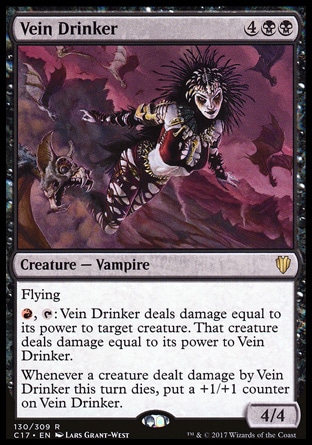 Vein Drinker 4
Creature — Vampire
Flying
, : Vein Drinker deals damage equal to
its power to target creature. That creature
deals damage equal to its power to Vein
Drinker.
Whenever a creature dealt damage by Vein
Drinker this turn dies, put a +1/+1 counter
on Vein Drinker.
4/4
130/309 R
C17 • EN Lars Grant-West
™ & © 2017 Wizards of the Coast